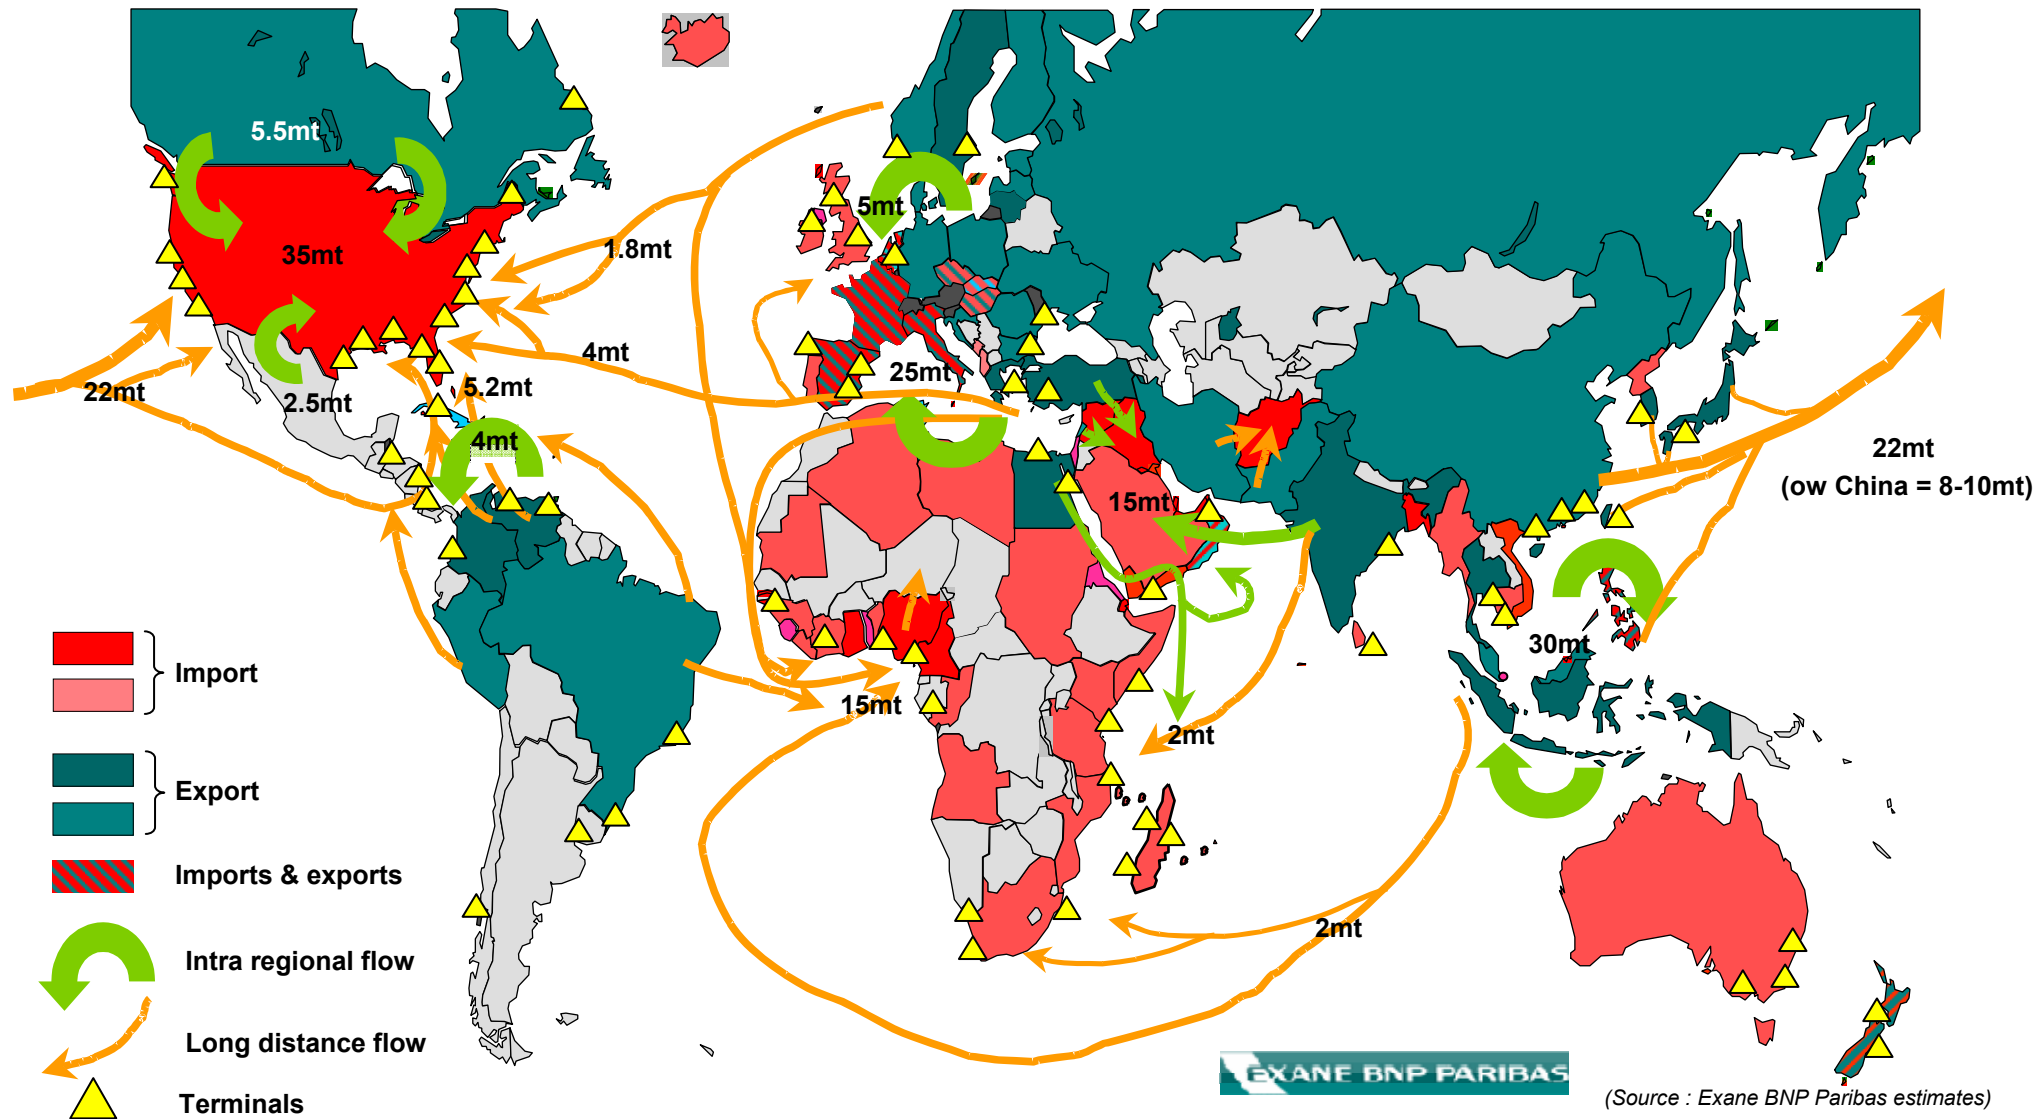 5.5mt
5mt
1.8mt
35mt
4mt
25mt
22mt
2.5mt
5.2mt
4mt
22mt
(ow China = 8-10mt)
15mt
30mt
Import
15mt
2mt
Export
Imports & exports
2mt
Intra regional flow
Long distance flow
EXANE BNP PARIBAS
Terminals
(Source : Exane BNP Paribas estimates)